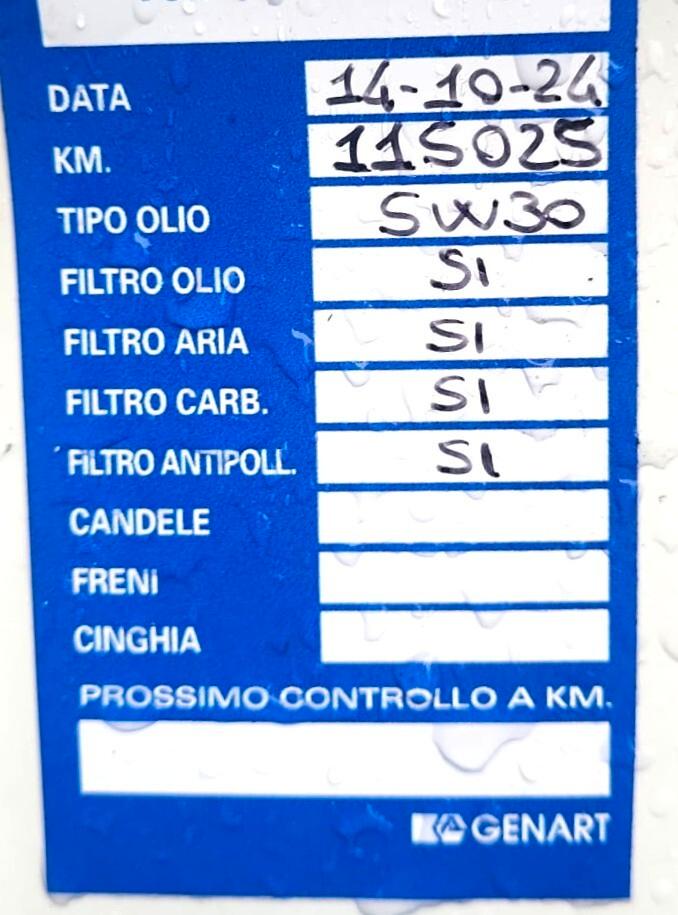 DATA 14-10-24
KM. 115025
TIPO OLIO 5W30
FILTRO OLIO SI
FILTRO ARIA SI
FILTRO CARB. SI
FILTRO ANTIPOLL. SI
CANDELE
FRENI
CINGHIA
PROSSIMO CONTROLLO A KM.
GENART